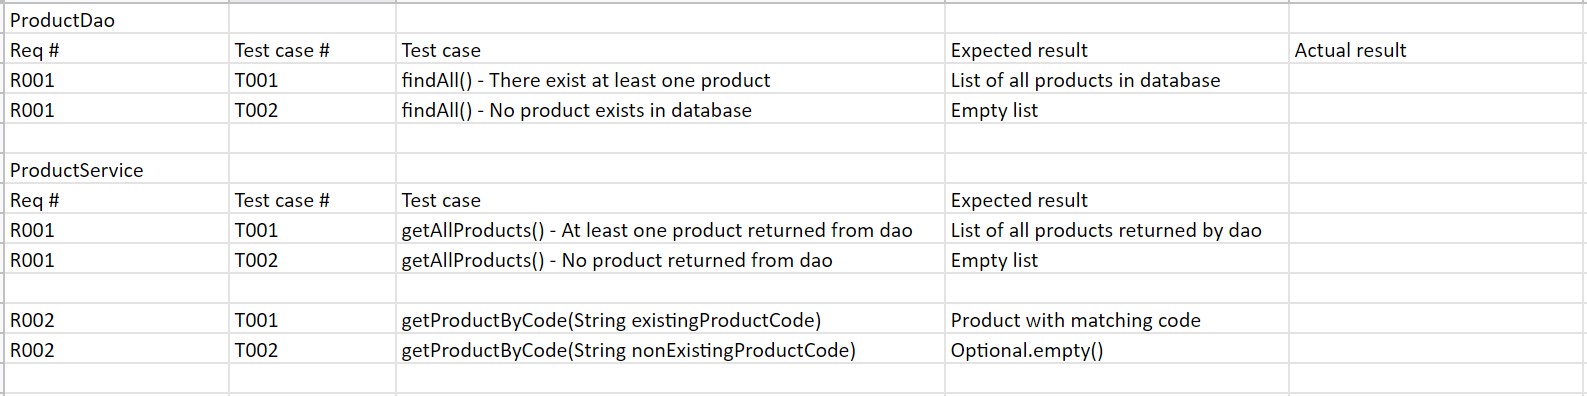 ProductDao
Req # Test case # Test case Expected result Actual result
R001 T001 findAll() - There exist at least one product List of all products in database
R001 T002 findAll() - No product exists in database Empty list
ProductService
Req # Test case # Test case Expected result
R001 T001 getAllProducts() - At least one product returned from dao List of all products returned by dao
R001 T002 getAllProducts() - No product returned from dao Empty list
R002 T001 getProductByCode(String existingProductCode) Product with matching code
R002 T002 getProductByCode(String nonExistingProductCode) Optional.empty()